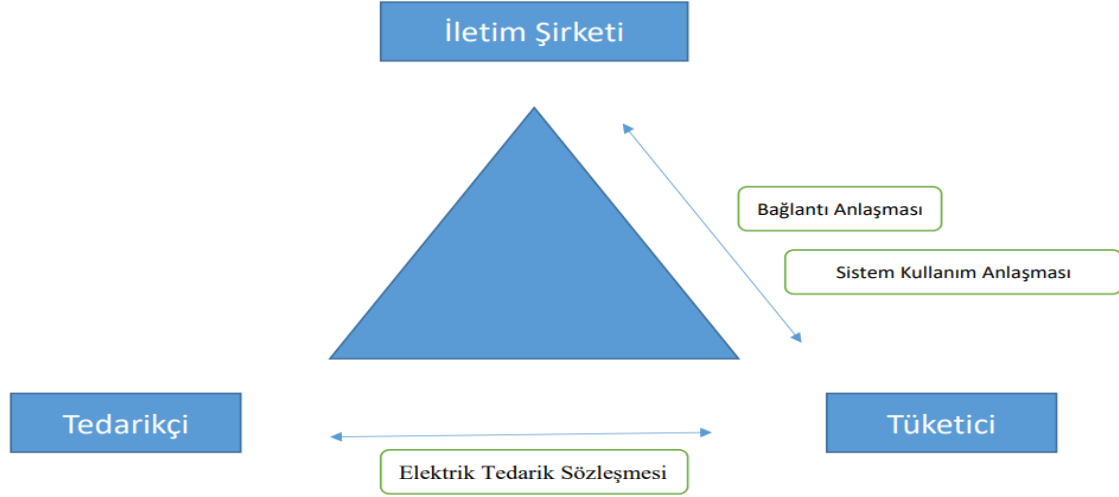 İletim Şirketi
Bağlantı Anlaşması
Sistem Kullanım Anlaşması
Tedarikçi
Tüketici
Elektrik Tedarik Sözleşmesi